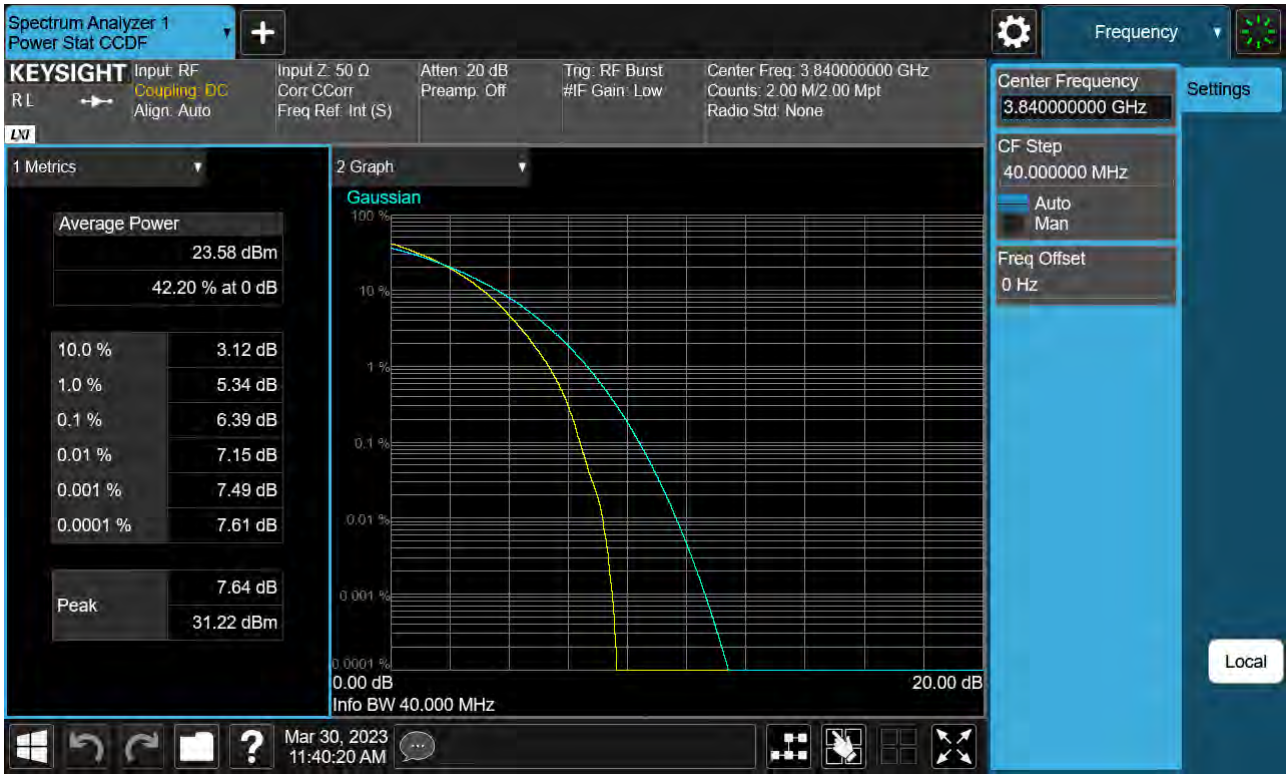 Spectrum Analyzer 1
Power Stat CCDF
Frequency
KEYSIGHT
RL
LXI
Input: RF
Coupling: DC
Align: Auto
Input Z: 50 Ω
Corr CCorr
Freq Ref: Int (S)
Atten: 20 dB
Preamp: Off
Trig: RF Burst
#IF Gain: Low
Center Freq: 3.840000000 GHz
Counts: 2.00 M/2.00 Mpt
Radio Std: None
Center Frequency
3.840000000 GHz
Settings
CF Step
40.000000 MHz
Auto
Man
Freq Offset
0 Hz
1 Metrics
Average Power
23.58 dBm
42.20 % at 0 dB
10.0 % 3.12 dB
1.0 % 5.34 dB
0.1 % 6.39 dB
0.01 % 7.15 dB
0.001 % 7.49 dB
0.0001 % 7.61 dB
Peak 7.64 dB
31.22 dBm
2 Graph
Gaussian
100 %
10 %
1 %
0.1 %
0.01 %
0.001 %
0.0001 %
0.00 dB 20.00 dB
Info BW 40.000 MHz
Local
?
Mar 30, 2023
11:40:20 AM